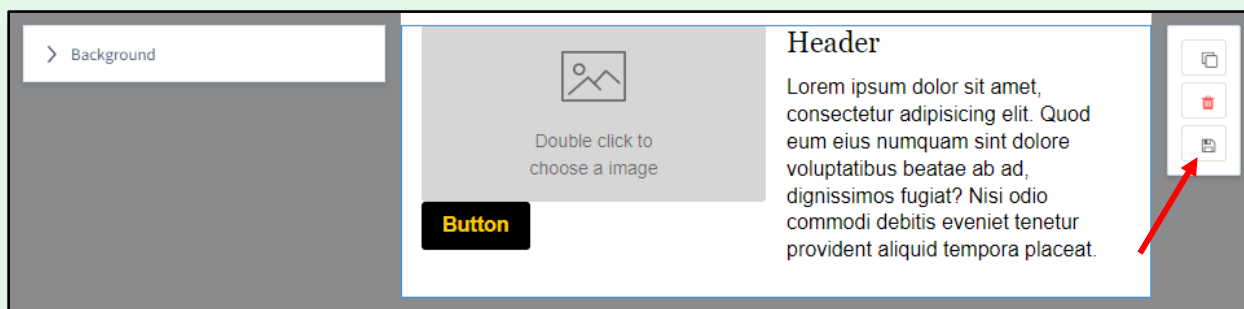 Background
Double click to
choose a image
Button
Header
Lorem ipsum dolor sit amet,
consectetur adipisicing elit. Quod
eum eius numquam sint dolore
voluptatibus beatae ab ad,
dignissimos fugiat? Nisi odio
commodi debitis eveniet tenetur
provident aliquid tempora placeat.